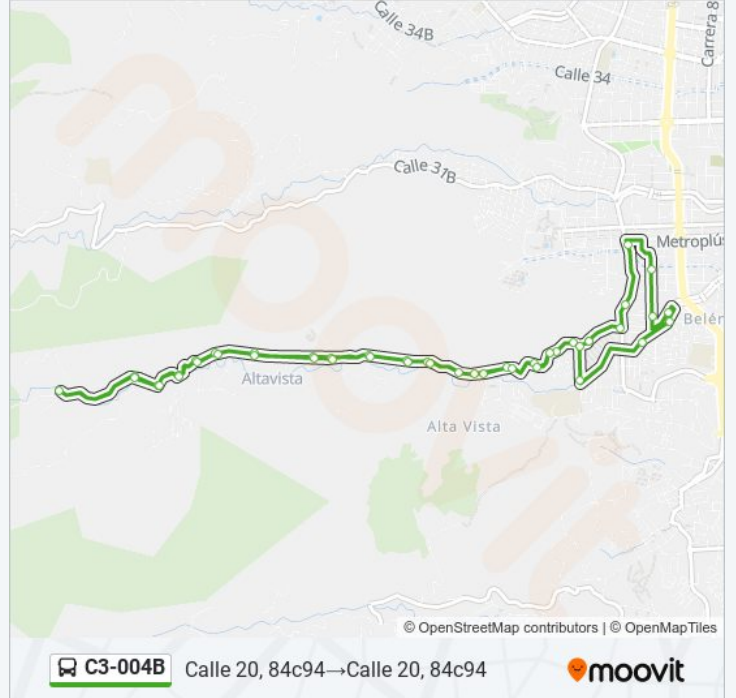 Calle 34B
Carrera 8
Calle 34
Calle 31B
Metroplús
Belén
Altavista
Alta Vista
moovit
© OpenStreetMap contributors | © OpenMapTiles
C3-004B Calle 20, 84c94→Calle 20, 84c94 moovit